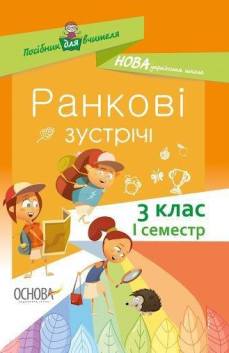 Посібник для вчителя
НОВА українська школа
Ранкові
зустрічі
3 клас
І семестр
ОСНОВА